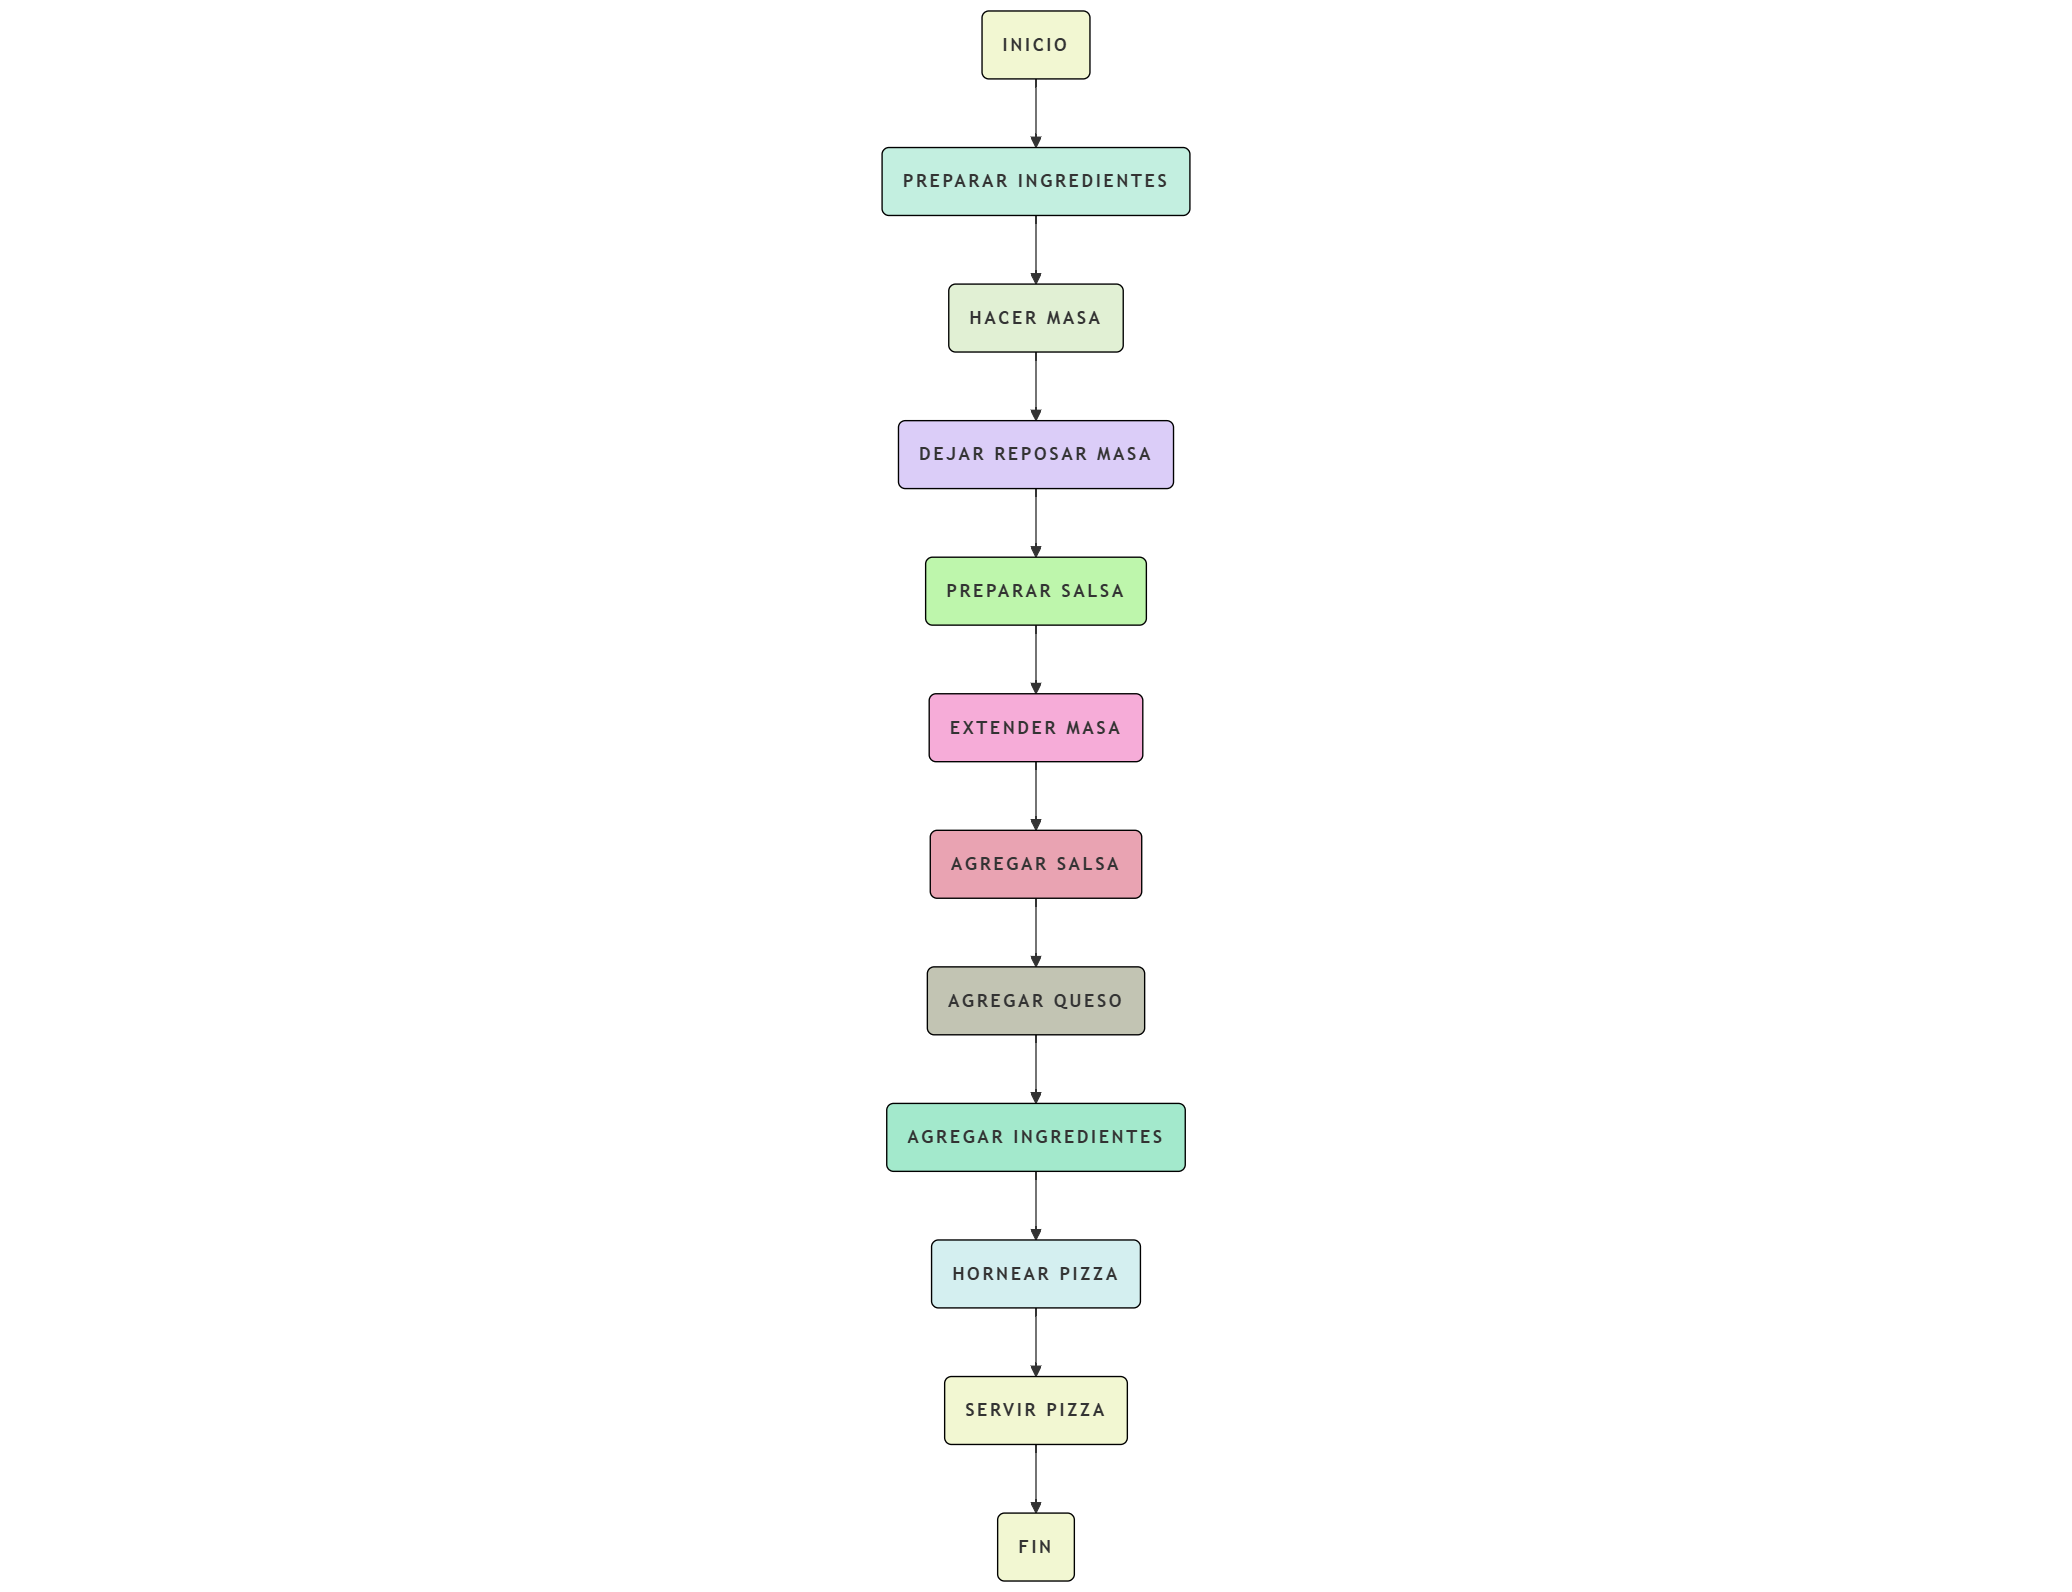 INICIO
PREPARAR INGREDIENTES
HACER MASA
DEJAR REPOSAR MASA
PREPARAR SALSA
EXTENDER MASA
AGREGAR SALSA
AGREGAR QUESO
AGREGAR INGREDIENTES
HORNEAR PIZZA
SERVIR PIZZA
FIN